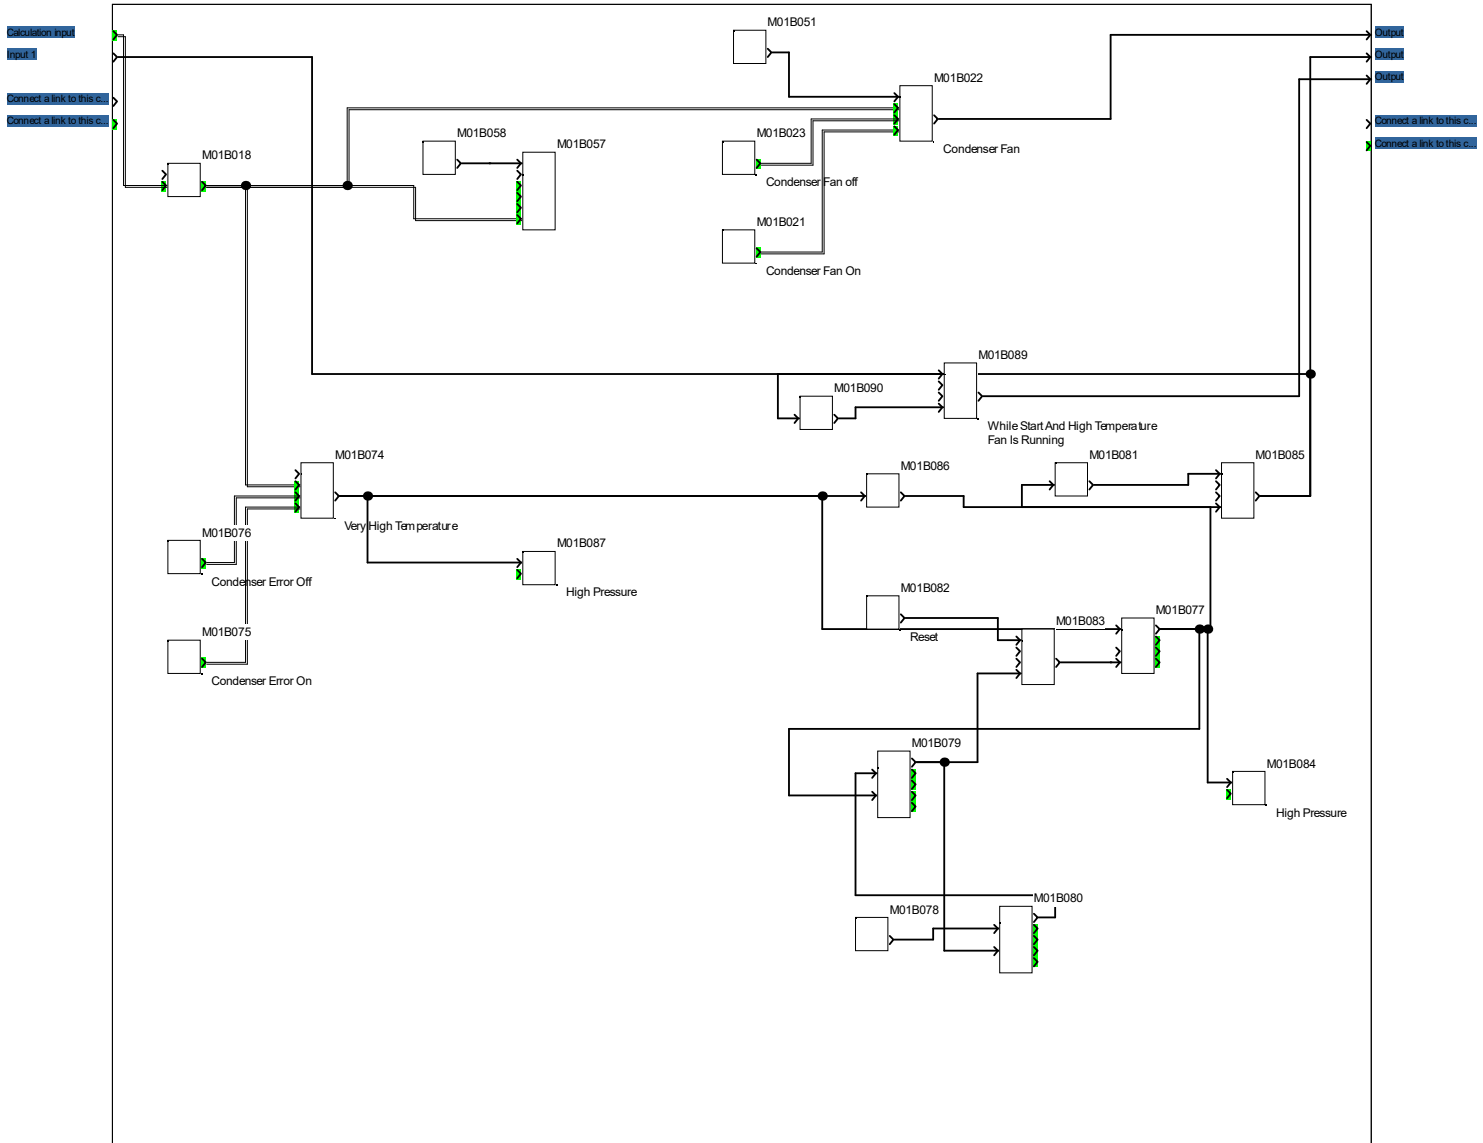 Calculation Input
Input 1
Connect a link to this c...
Connect a link to this c...
M01B051
Output
Output
Output
Connect a link to this c...
Connect a link to this c...
M01B022
Condenser Fan
M01B058
M01B057
M01B023
Condenser Fan off
M01B018
M01B021
Condenser Fan On
M01B089
M01B090
While Start And High Temperature
Fan Is Running
M01B074
Very High Temperature
M01B086
M01B081
M01B085
M01B076
Condenser Error Off
M01B087
High Pressure
M01B082
Reset
M01B083
M01B077
M01B075
Condenser Error On
M01B079
M01B084
High Pressure
M01B078
M01B080